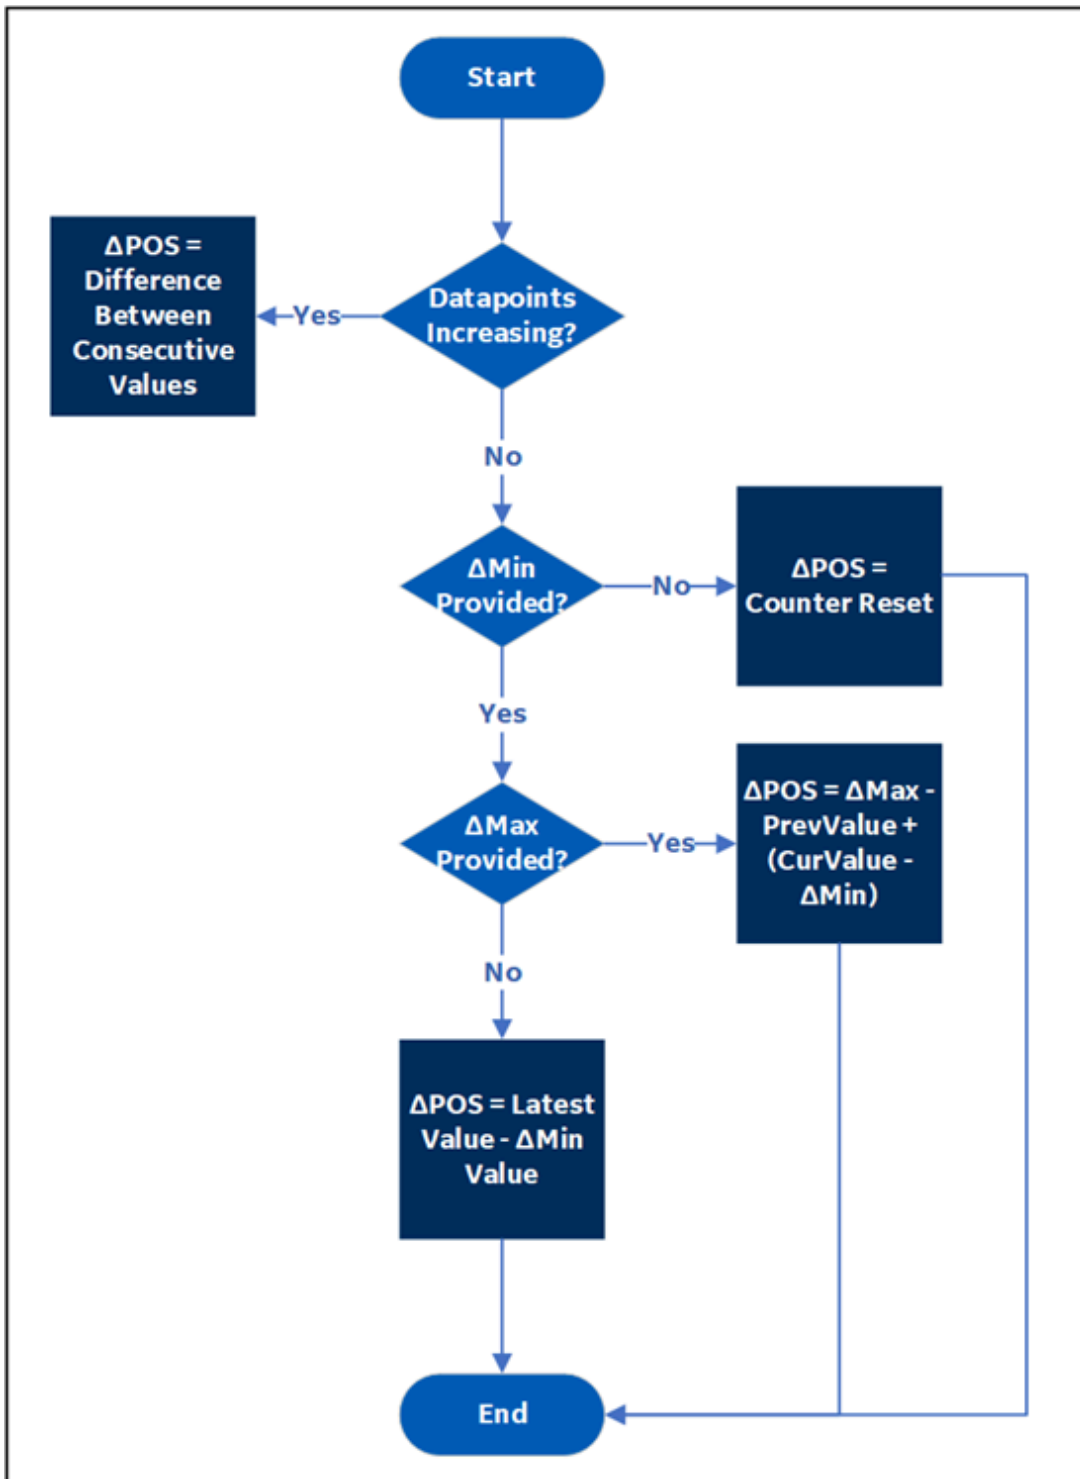 Start
ΔPOS =
Difference
Between
Consecutive
Values
Yes
Datapoints
Increasing?
No
ΔMin
Provided?
No
ΔPOS =
Counter Reset
Yes
ΔMax
Provided?
Yes
ΔPOS = ΔMax -
PrevValue +
(CurValue -
ΔMin)
No
ΔPOS = Latest
Value - ΔMin
Value
End